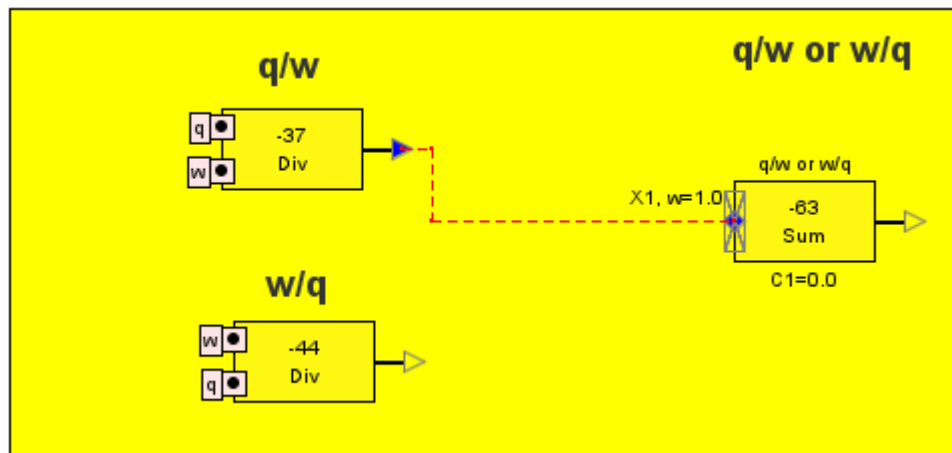 q/w
q/w or w/q
q
-37
Div
w
q/w or w/q
X1, w=1.0
-63
Sum
C1=0.0
w/q
w
-44
Div
q